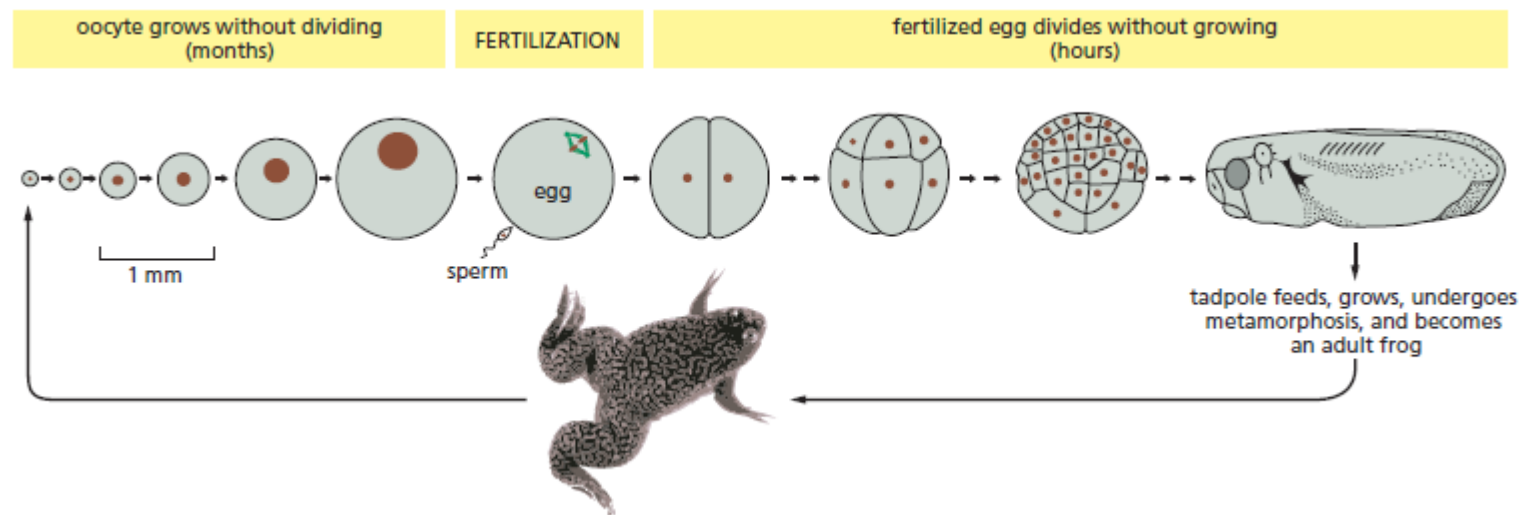 oocyte grows without dividing
(months)
FERTILIZATION
fertilized egg divides without growing
(hours)
egg
sperm
1 mm
tadpole feeds, grows, undergoes
metamorphosis, and becomes
an adult frog